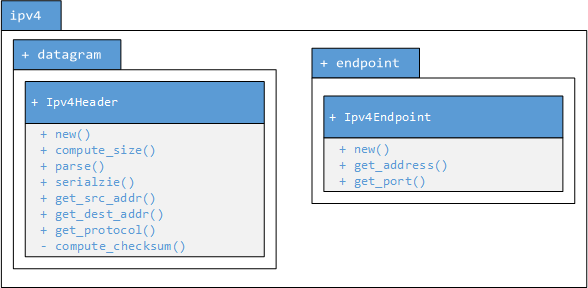 ipv4
+ datagram
+ Ipv4Header
+ new()
+ compute_size()
+ parse()
+ serialzie()
+ get_src_addr()
+ get_dest_addr()
+ get_protocol()
- compute_checksum()
+ endpoint
+ Ipv4Endpoint
+ new()
+ get_address()
+ get_port()